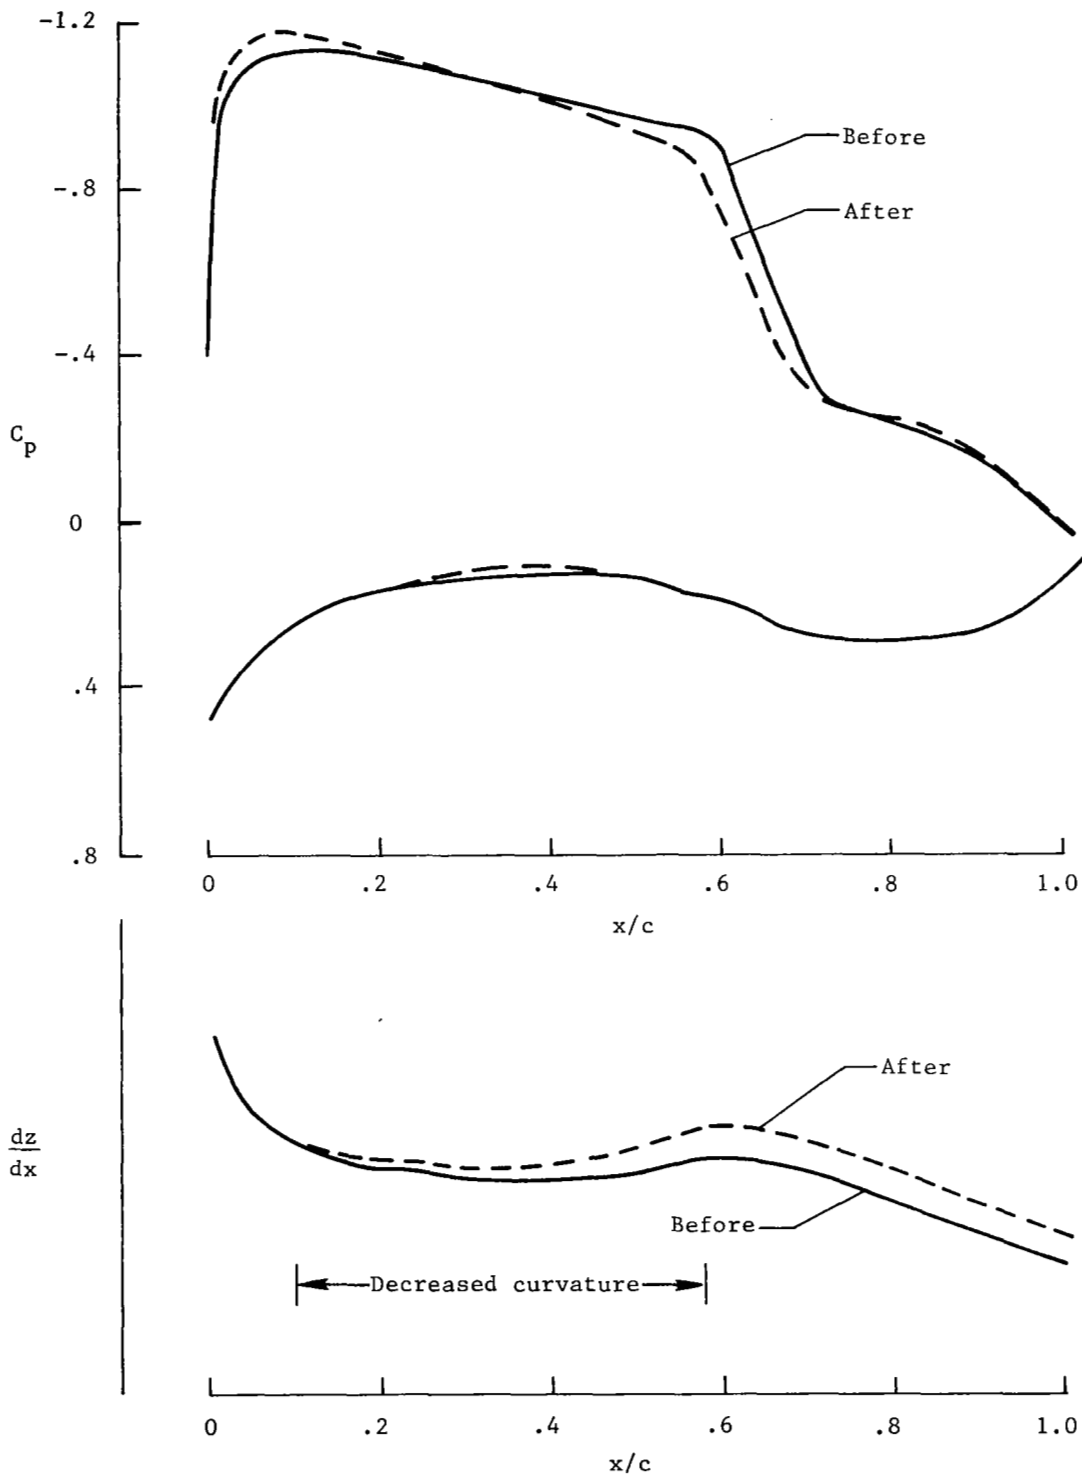 -1.2
-.8
-.4
0
.4
.8
C_p
Before
After
0 .2 .4 .6 .8 1.0
x/c
dz
dx
After
Before
Decreased curvature
0 .2 .4 .6 .8 1.0
x/c